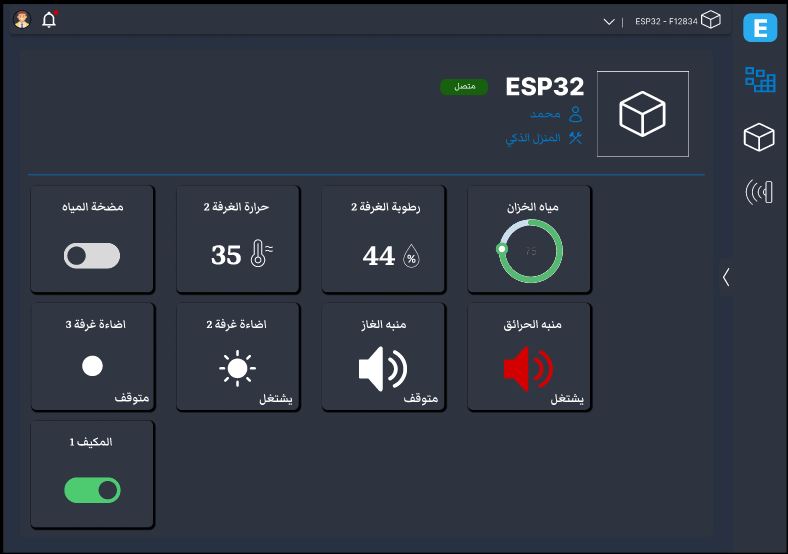 ESP32 - F12834
E
ESP32
متصل
محمد
المنزل الذكي
مياه الخزان
75
رطوبة الغرفة 2
44
%
حرارة الغرفة 2
35
مضخة المياه
منبه الحرائق
يشتغل
منبه الغاز
متوقف
اضاءة غرفة 2
يشتغل
اضاءة غرفة 3
متوقف
المكيف 1